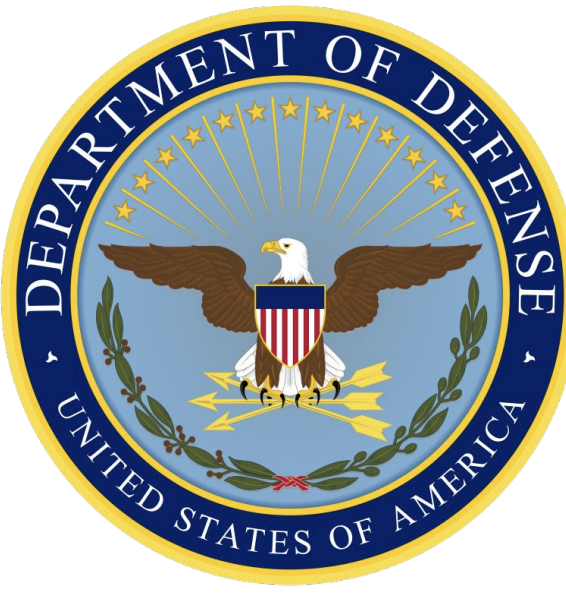 DEPARTMENT OF DEFENSE
UNITED STATES OF AMERICA